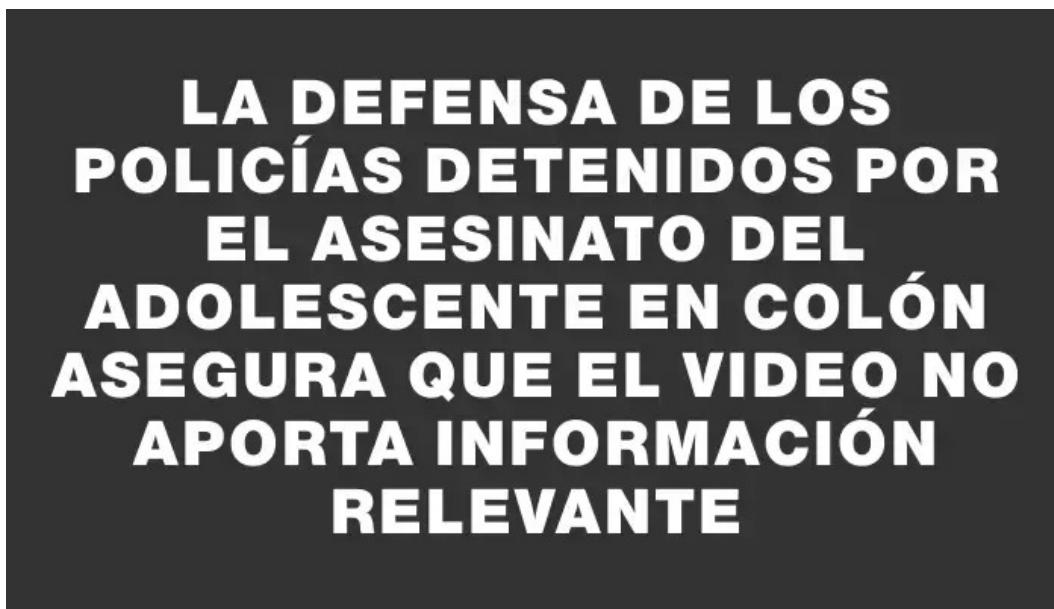 LA DEFENSA DE LOS
POLICÍAS DETENIDOS POR
EL ASESINATO DEL
ADOLESCENTE EN COLÓN
ASEGURA QUE EL VIDEO NO
APORTA INFORMACIÓN
RELEVANTE